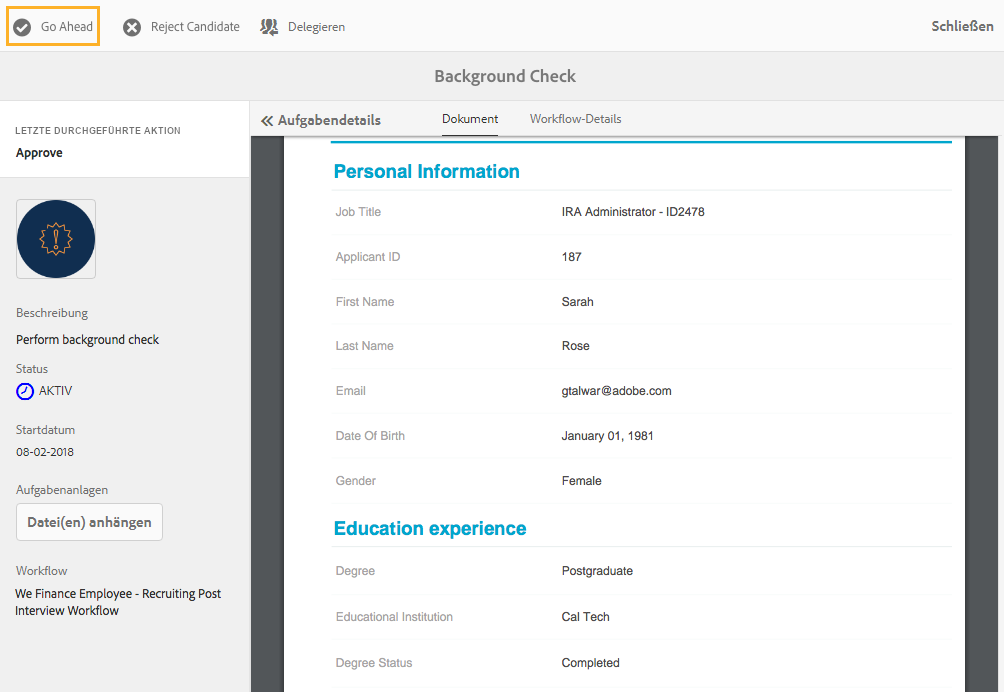 Go Ahead Reject Candidate Delegieren Schließen
Background Check
LETZTE DURCHGEFÜHRTE AKTION
Approve
Beschreibung
Perform background check
Status
AKTIV
Startdatum
08-02-2018
Aufgabenanlagen
Datei(en) anhängen
Workflow
We Finance Employee - Recruiting Post
Interview Workflow
Aufgabendetails Dokument Workflow-Details
Personal Information
Job Title IRA Administrator - ID2478
Applicant ID 187
First Name Sarah
Last Name Rose
Email gtalwar@adobe.com
Date Of Birth January 01, 1981
Gender Female
Education experience
Degree Postgraduate
Educational Institution Cal Tech
Degree Status Completed